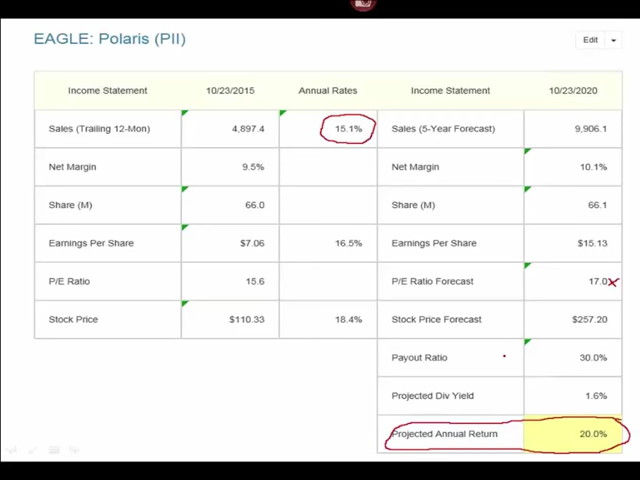 EAGLE: Polaris (PII)
Edit
Income Statement 10/23/2015 Annual Rates Income Statement 10/23/2020
Sales (Trailing 12-Mon) 4,897.4 15.1% Sales (5-Year Forecast) 9,906.1
Net Margin 9.5% Net Margin 10.1%
Share (M) 66.0 Share (M) 66.1
Earnings Per Share $7.06 16.5% Earnings Per Share $15.13
P/E Ratio 15.6 P/E Ratio Forecast 17.0 x
Stock Price $110.33 18.4% Stock Price Forecast $257.20
Payout Ratio 30.0%
Projected Div Yield 1.6%
Projected Annual Return 20.0%